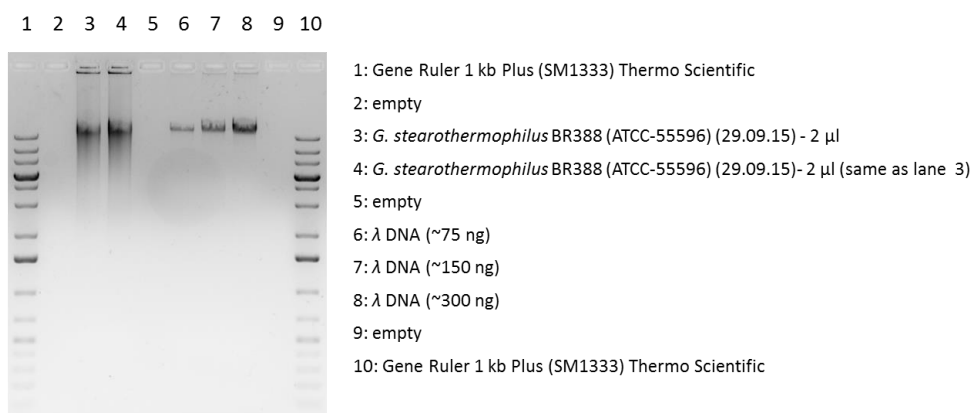 1 2 3 4 5 6 7 8 9 10
1: Gene Ruler 1 kb Plus (SM1333) Thermo Scientific
2: empty
3: G. stearothermophilus BR388 (ATCC-55596) (29.09.15) - 2 µl
4: G. stearothermophilus BR388 (ATCC-55596) (29.09.15)- 2 µl (same as lane 3)
5: empty
6: λ DNA (~75 ng)
7: λ DNA (~150 ng)
8: λ DNA (~300 ng)
9: empty
10: Gene Ruler 1 kb Plus (SM1333) Thermo Scientific